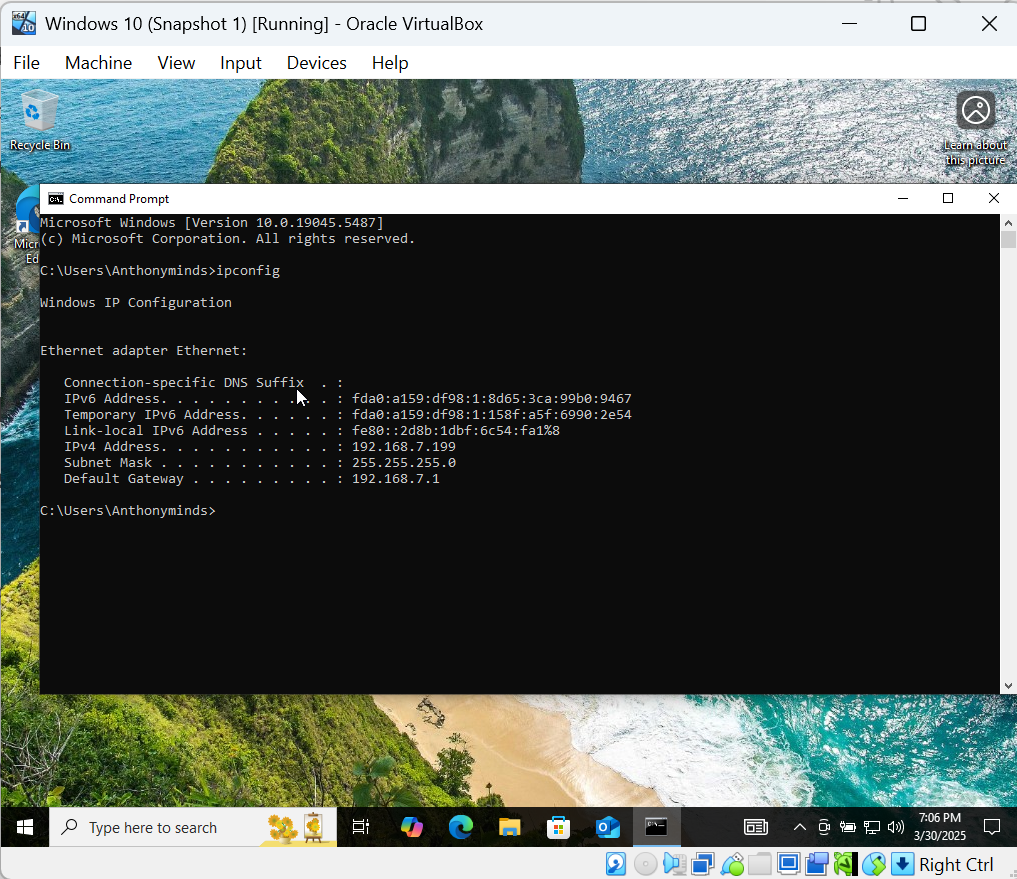 Windows 10 (Snapshot 1) [Running] - Oracle VirtualBox
File Machine View Input Devices Help
Recycle Bin
Learn about
this picture
Command Prompt
Micr
Ed
Microsoft Windows [Version 10.0.19045.5487]
(c) Microsoft Corporation. All rights reserved.
C:\Users\Anthonyminds>ipconfig
Windows IP Configuration
Ethernet adapter Ethernet:
Connection-specific DNS Suffix  . :
IPv6 Address. . . . . . . . . . . : fda0:a159:df98:1:8d65:3ca:99b0:9467
Temporary IPv6 Address. . . . . . : fda0:a159:df98:1:158f:a5f:6990:2e54
Link-local IPv6 Address . . . . . : fe80::2d8b:1dbf:6c54:fa1%8
IPv4 Address. . . . . . . . . . . : 192.168.7.199
Subnet Mask . . . . . . . . . . . : 255.255.255.0
Default Gateway . . . . . . . . . : 192.168.7.1
C:\Users\Anthonyminds>
Type here to search
7:06 PM
3/30/2025
Right Ctrl